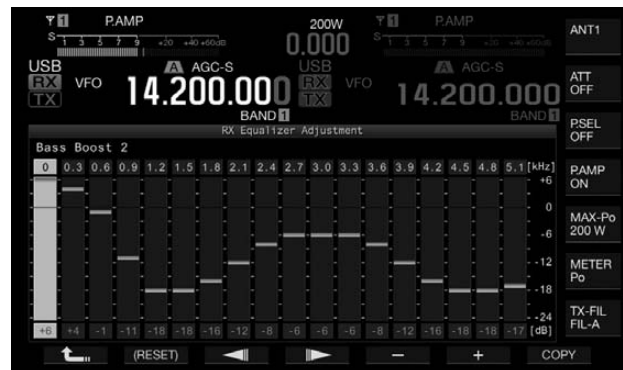 1 P.AMP 200W 1 P.AMP ANT1
S 1 3 5 7 9 +20 +40 +60dB 0.000 S 1 3 5 7 9 +20 +40 +60dB
USB A AGC-S USB A AGC-S ATT OFF
RX VFO 14.200.000 RX VFO 14.200.000
TX TX
BAND 1 BAND 1 P.SEL OFF
RX Equalizer Adjustment
Bass Boost 2
0 0.3 0.6 0.9 1.2 1.5 1.8 2.1 2.4 2.7 3.0 3.3 3.6 3.9 4.2 4.5 4.8 5.1 [kHz]
+6
0
-6
-12
-18
-24
+6 +4 -1 -11 -18 -18 -16 -12 -8 -6 -6 -6 -8 -12 -16 -18 -18 -17 [dB]
P.AMP
ON
MAX-Po
200 W
METER
Po
TX-FIL
FIL-A
(RESET) − + COPY